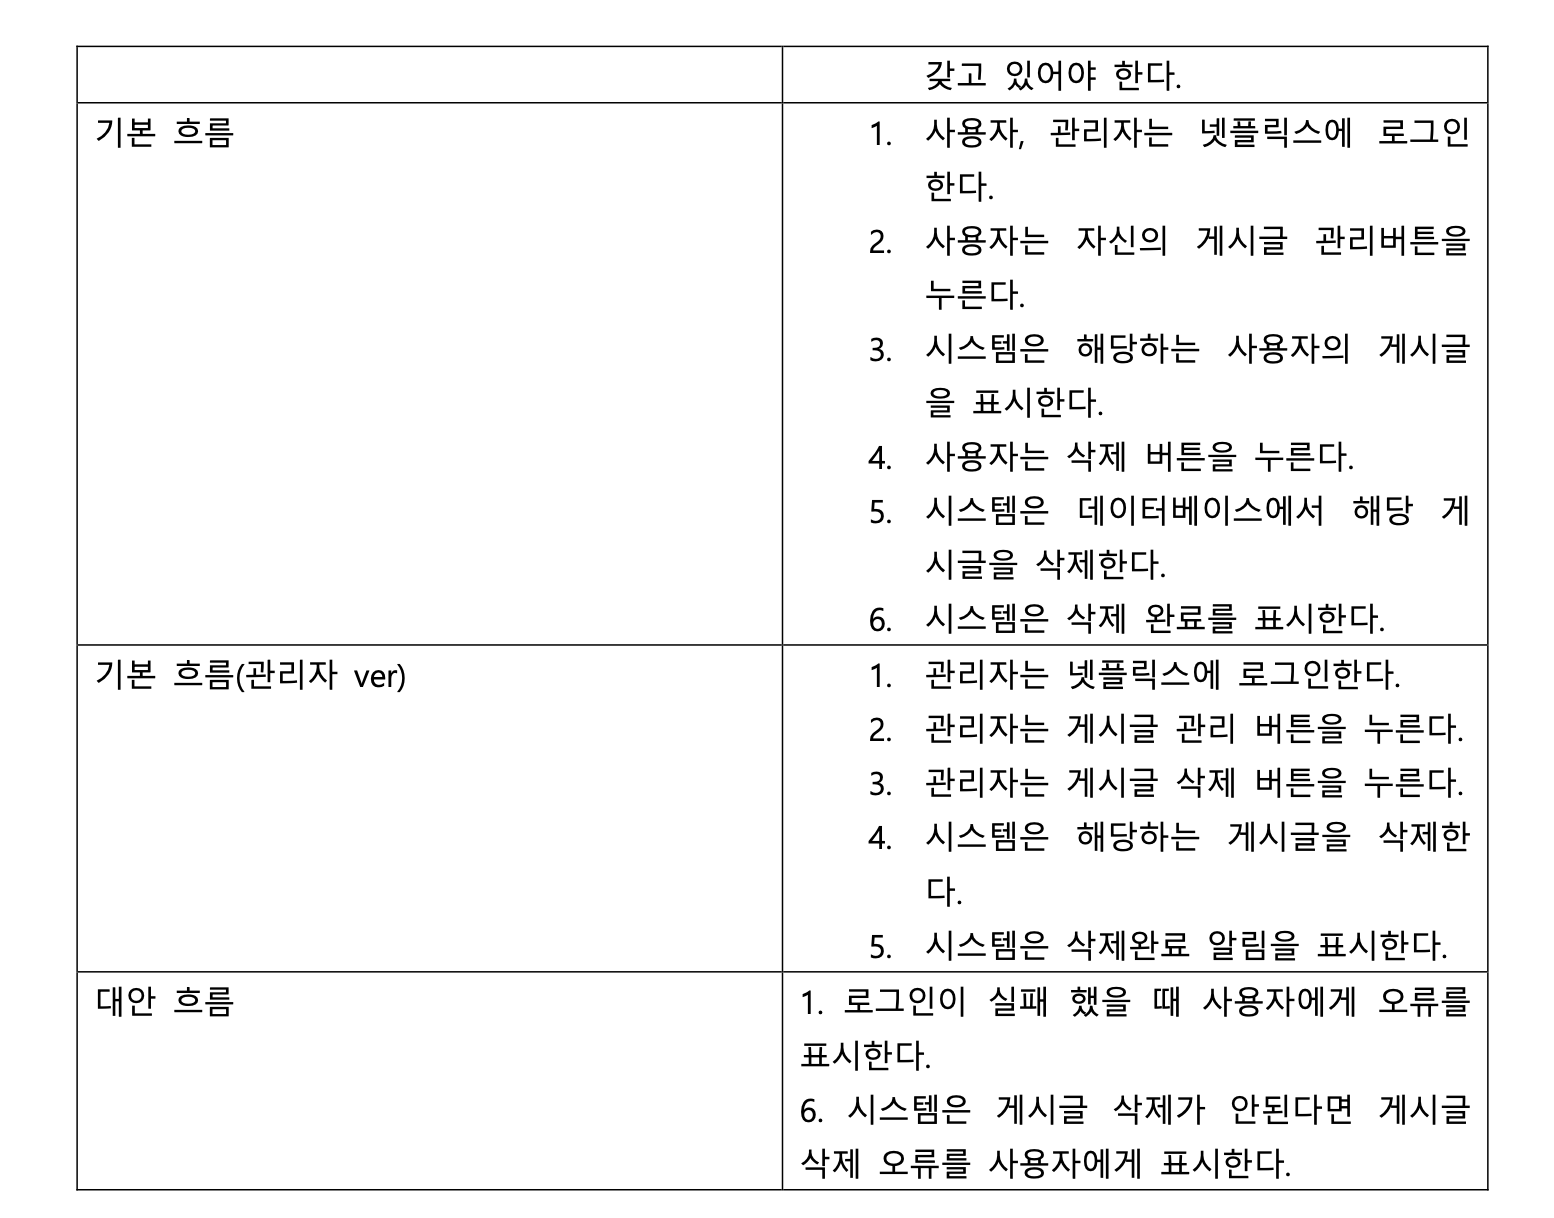 갖고 있어야 한다.
기본 흐름
1. 사용자, 관리자는 넷플릭스에 로그인
한다.
2. 사용자는 자신의 게시글 관리버튼을
누른다.
3. 시스템은 해당하는 사용자의 게시글
을 표시한다.
4. 사용자는 삭제 버튼을 누른다.
5. 시스템은 데이터베이스에서 해당 게
시글을 삭제한다.
6. 시스템은 삭제 완료를 표시한다.
기본 흐름(관리자 ver)
1. 관리자는 넷플릭스에 로그인한다.
2. 관리자는 게시글 관리 버튼을 누른다.
3. 관리자는 게시글 삭제 버튼을 누른다.
4. 시스템은 해당하는 게시글을 삭제한
다.
5. 시스템은 삭제완료 알림을 표시한다.
대안 흐름
1. 로그인이 실패 했을 때 사용자에게 오류를
표시한다.
6. 시스템은 게시글 삭제가 안된다면 게시글
삭제 오류를 사용자에게 표시한다.